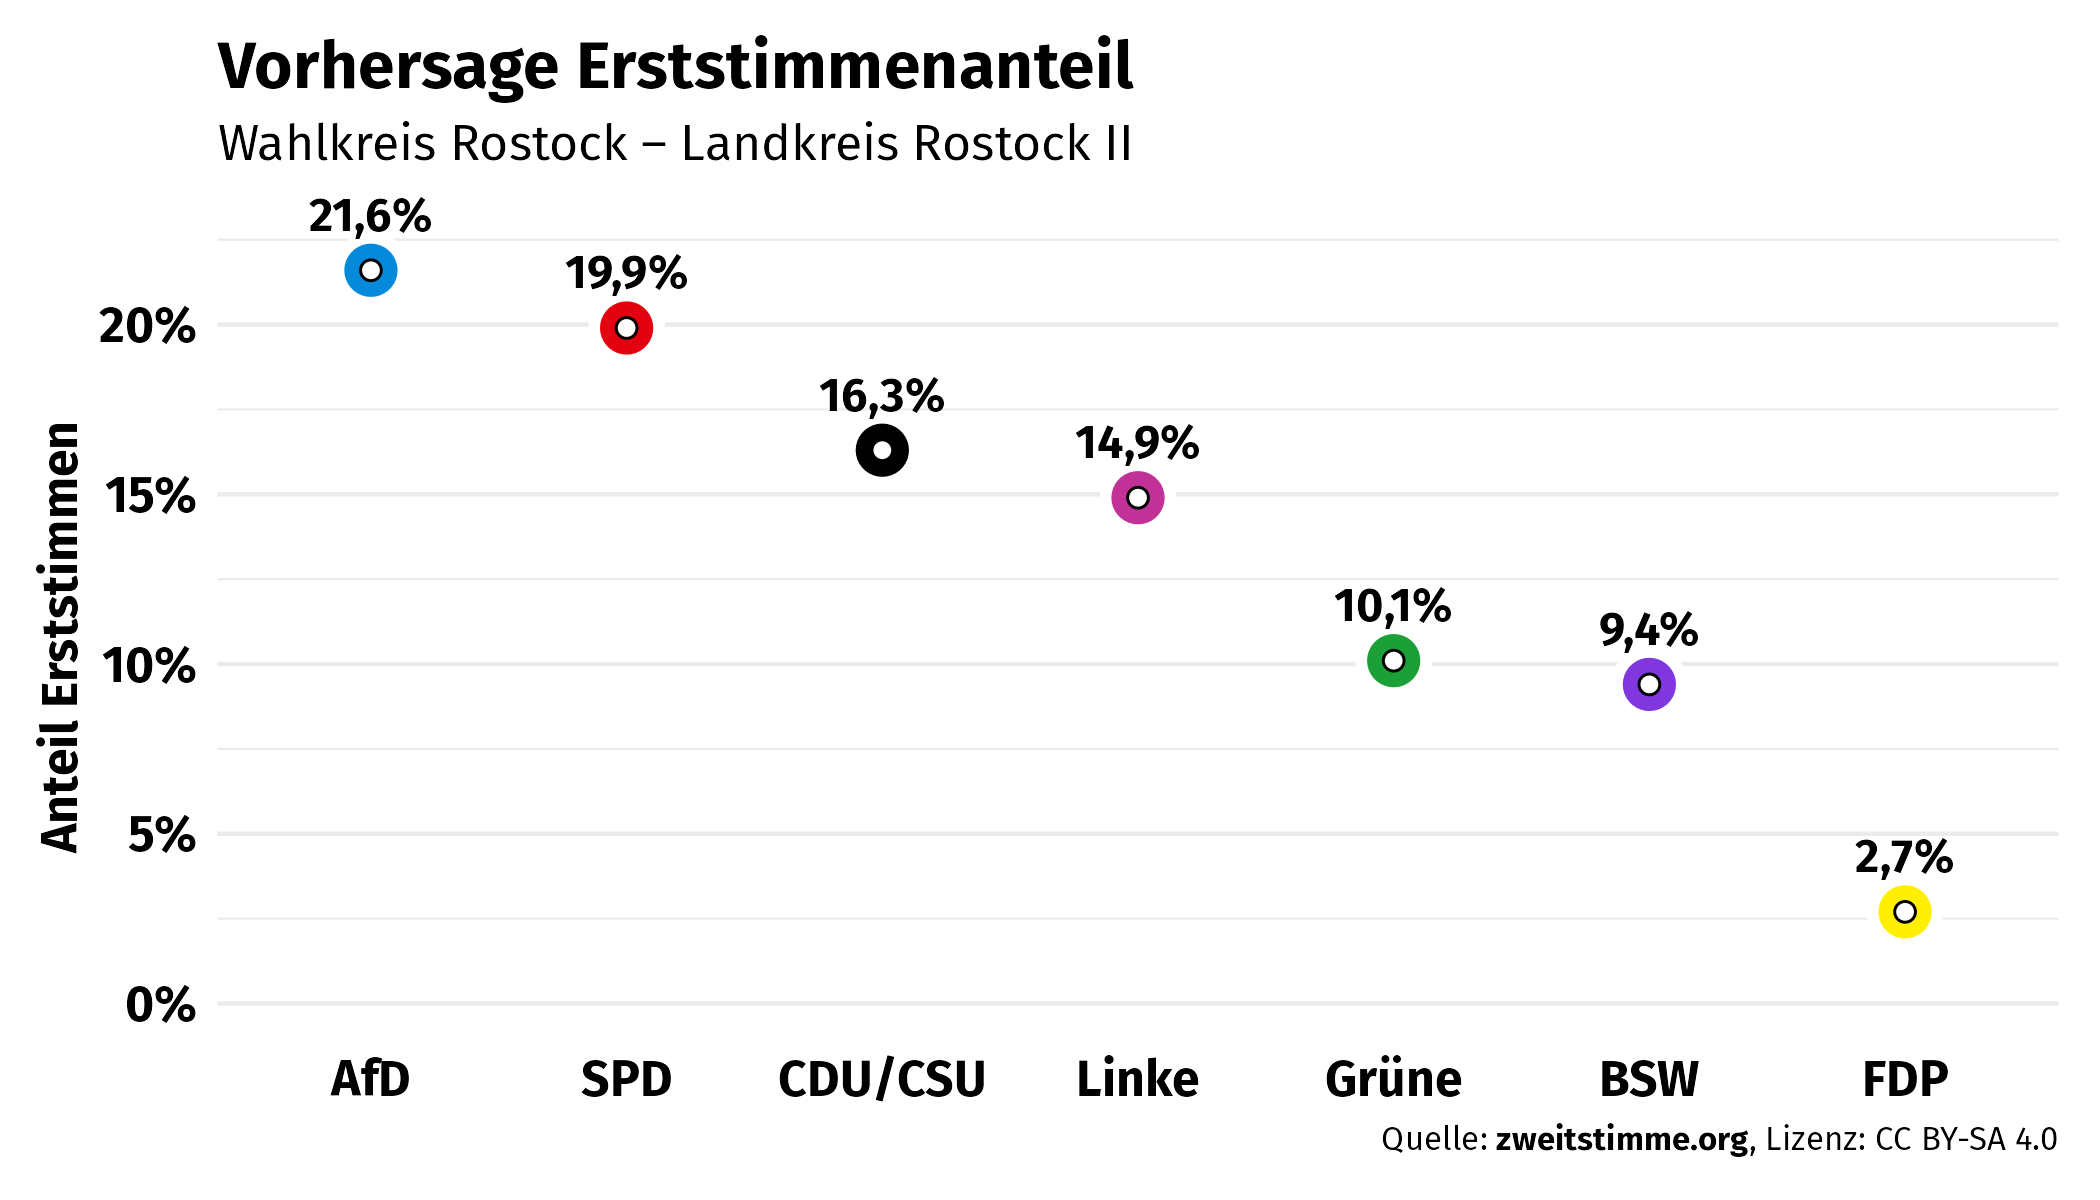 Vorhersage Erststimmenanteil
Wahlkreis Rostock – Landkreis Rostock II
21,6%
19,9%
16,3%
14,9%
10,1%
9,4%
2,7%
20%
15%
10%
5%
0%
Anteil Erststimmen
AfD SPD CDU/CSU Linke Grüne BSW FDP
Quelle: zweitstimme.org, Lizenz: CC BY-SA 4.0